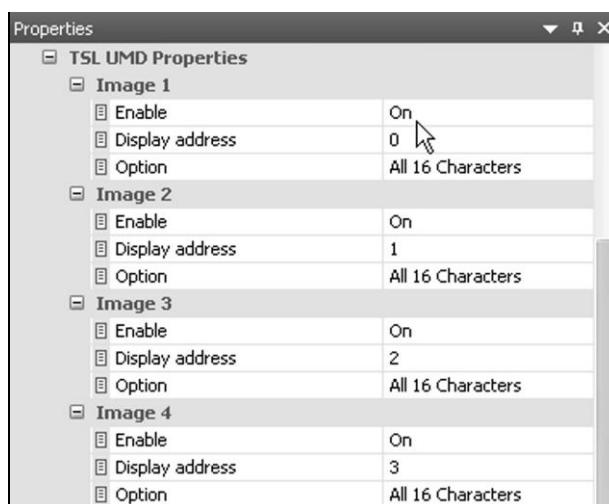 Properties
TSL UMD Properties
Image 1
Enable On
Display address 0
Option All 16 Characters
Image 2
Enable On
Display address 1
Option All 16 Characters
Image 3
Enable On
Display address 2
Option All 16 Characters
Image 4
Enable On
Display address 3
Option All 16 Characters